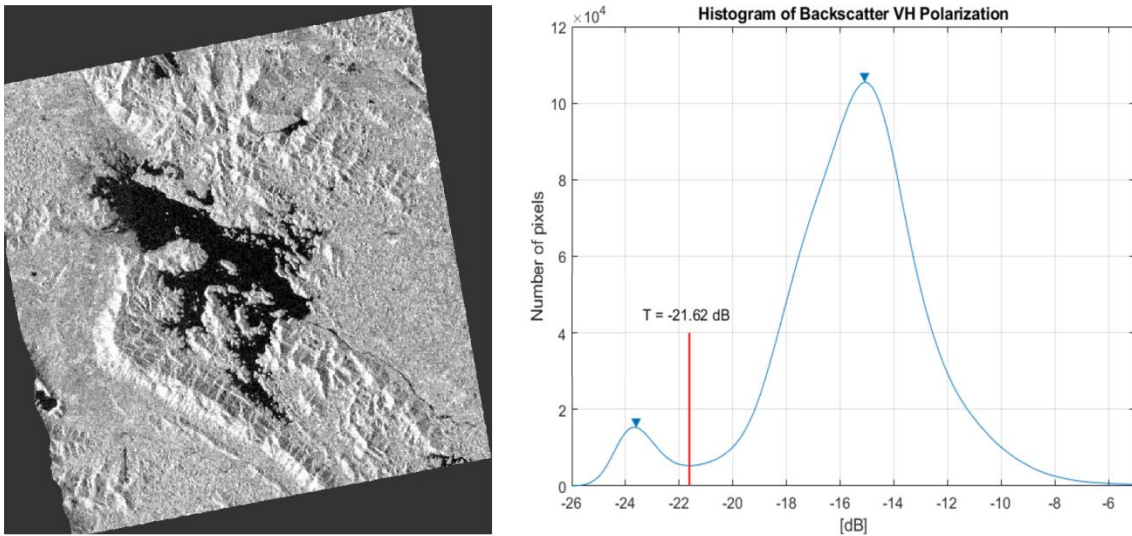 Histogram of Backscatter VH Polarization
12 ×10⁴
10
8
6
4
2
0
Number of pixels
T = -21.62 dB
-26 -24 -22 -20 -18 -16 -14 -12 -10 -8 -6
[dB]